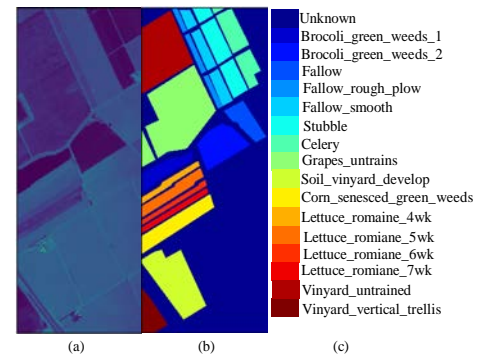 Unknown
Brocoli_green_weeds_1
Brocoli_green_weeds_2
Fallow
Fallow_rough_plow
Fallow_smooth
Stubble
Celery
Grapes_untrains
Soil_vinyard_develop
Corn_senesced_green_weeds
Lettuce_romaine_4wk
Lettuce_romiane_5wk
Lettuce_romiane_6wk
Lettuce_romiane_7wk
Vinyard_untrained
Vinyard_vertical_trellis
(a) (b) (c)